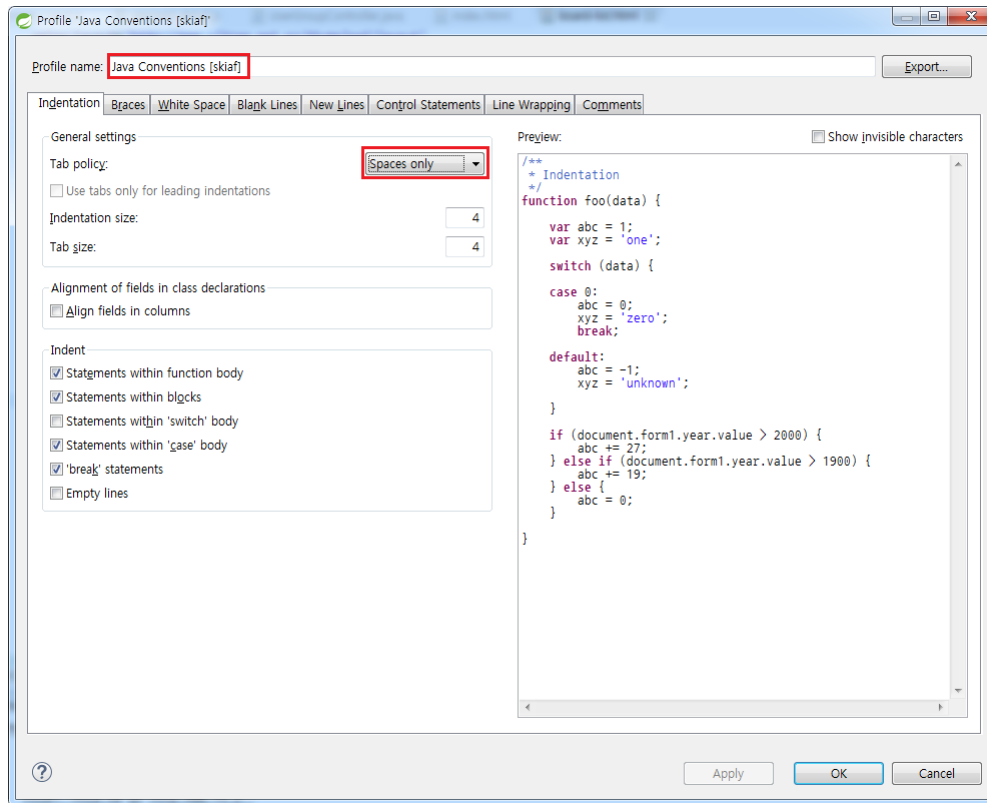 Profile 'Java Conventions [skiaf]'
Profile name: Java Conventions [skiaf] Export...
Indentation Braces White Space Blank Lines New Lines Control Statements Line Wrapping Comments
General settings
Tab policy: Spaces only
Use tabs only for leading indentations
Indentation size: 4
Tab size: 4
Alignment of fields in class declarations
Align fields in columns
Indent
Statements within function body
Statements within blocks
Statements within 'switch' body
Statements within 'case' body
'break' statements
Empty lines
Preview: Show invisible characters
/**
 * Indentation
 */
function foo(data) {
    var abc = 1;
    var xyz = 'one';
    switch (data) {
    case 0:
        abc = 0;
        xyz = 'zero';
        break;
    default:
        abc = -1;
        xyz = 'unknown';
    }
    if (document.form1.year.value > 2000) {
        abc += 27;
    } else if (document.form1.year.value > 1900) {
        abc += 19;
    } else {
        abc = 0;
    }
}
? Apply OK Cancel